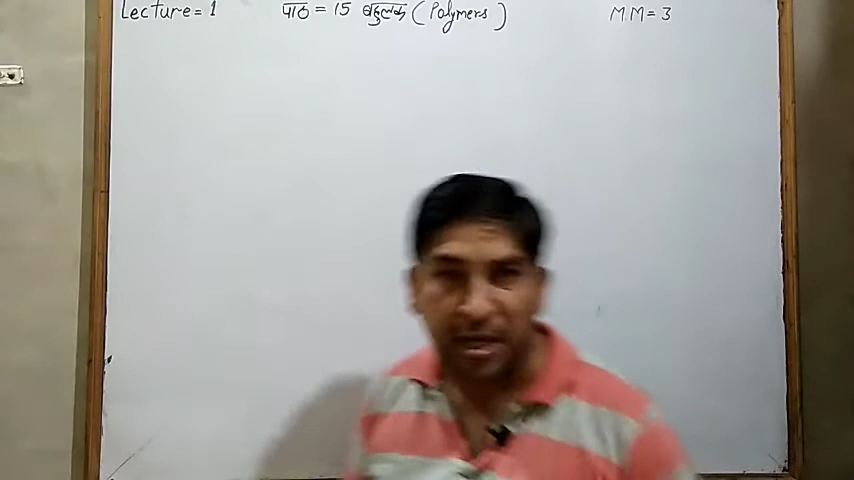 Lecture = 1 पाठ = 15 बहुलक (Polymers) M.M = 3